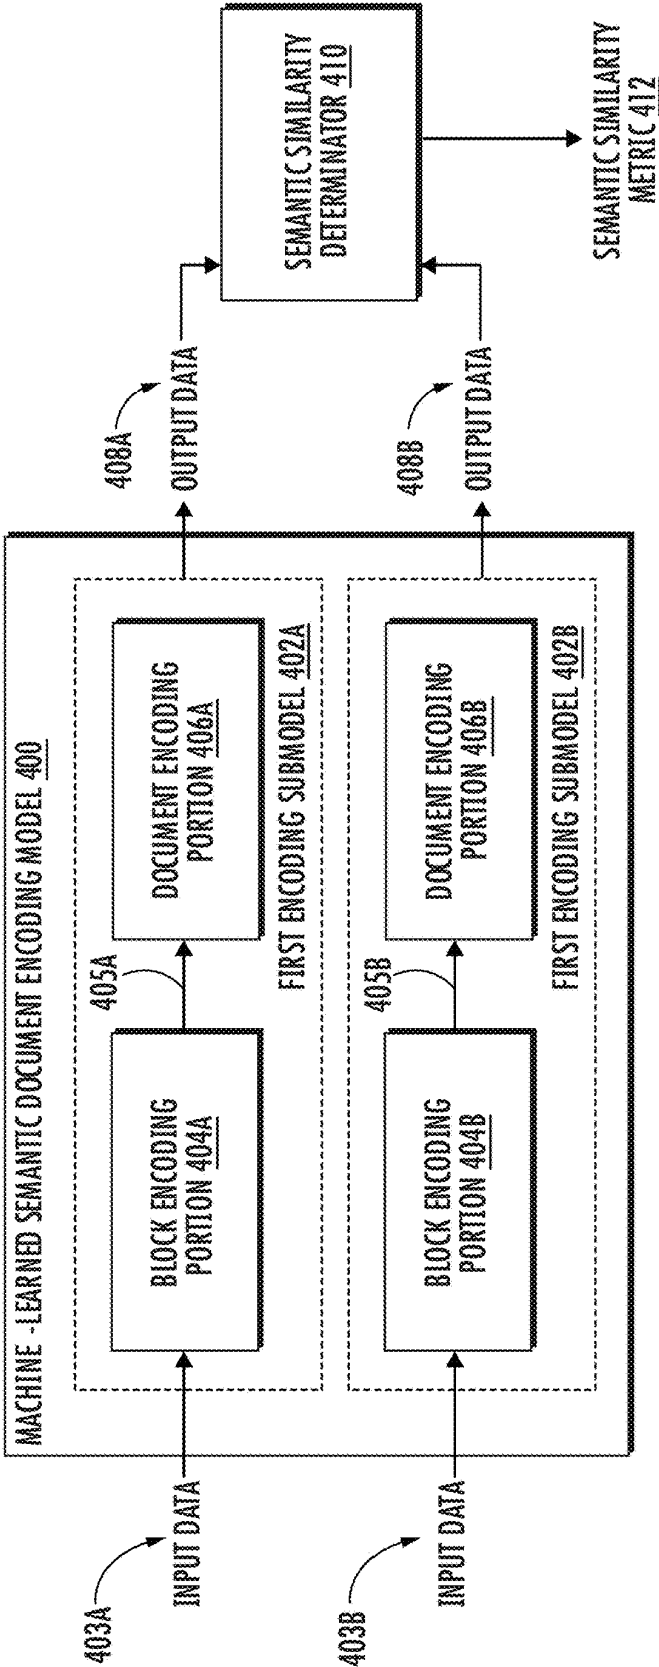 MACHINE -LEARNED SEMANTIC DOCUMENT ENCODING MODEL 400
403A
INPUT DATA
BLOCK ENCODING
PORTION 404A
405A
DOCUMENT ENCODING
PORTION 406A
FIRST ENCODING SUBMODEL 402A
408A
OUTPUT DATA
403B
INPUT DATA
BLOCK ENCODING
PORTION 404B
405B
DOCUMENT ENCODING
PORTION 406B
FIRST ENCODING SUBMODEL 402B
408B
OUTPUT DATA
SEMANTIC SIMILARITY
DETERMINATOR 410
SEMANTIC SIMILARITY
METRIC 412